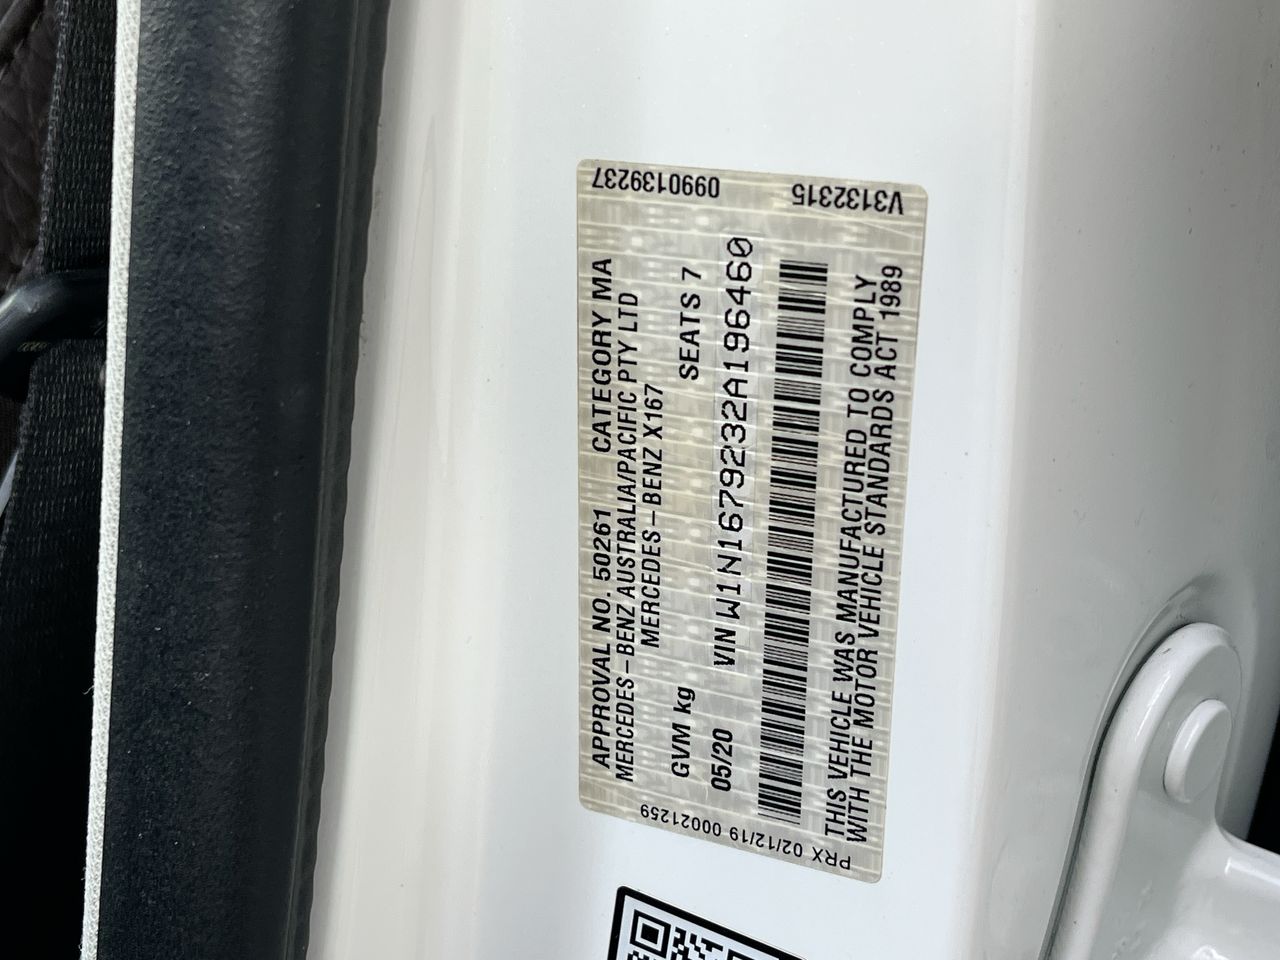 APPROVAL NO. 50261 CATEGORY MA
MERCEDES-BENZ AUSTRALIA/PACIFIC PTY LTD
MERCEDES-BENZ X167
GVM kg SEATS 7
05/20 VIN W1N1679232A196460
THIS VEHICLE WAS MANUFACTURED TO COMPLY
WITH THE MOTOR VEHICLE STANDARDS ACT 1989
PRX 02/12/19 00021259
0990139237 V3132315